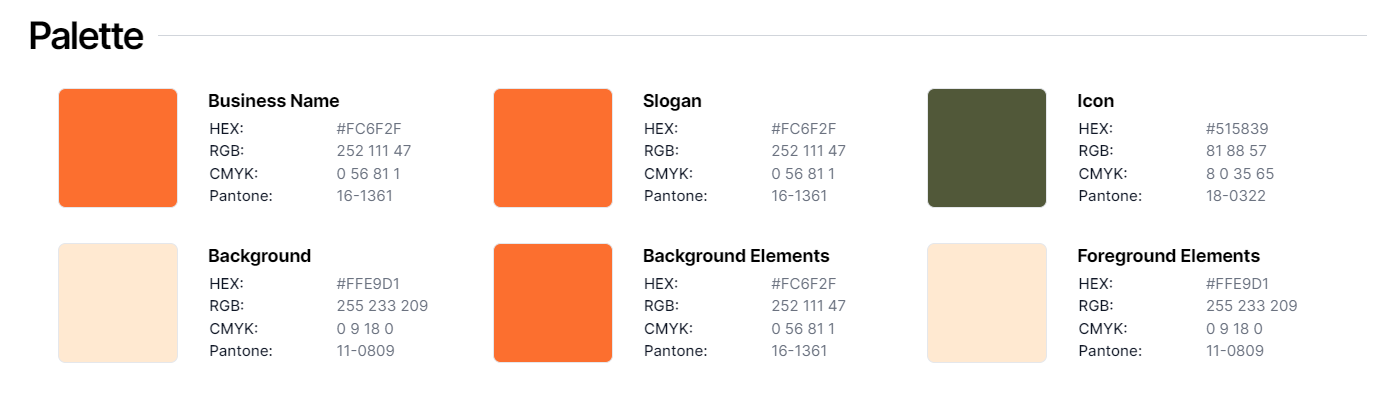 Palette
Business Name
HEX: #FC6F2F
RGB: 252 111 47
CMYK: 0 56 81 1
Pantone: 16-1361
Slogan
HEX: #FC6F2F
RGB: 252 111 47
CMYK: 0 56 81 1
Pantone: 16-1361
Icon
HEX: #515839
RGB: 81 88 57
CMYK: 8 0 35 65
Pantone: 18-0322
Background
HEX: #FFE9D1
RGB: 255 233 209
CMYK: 0 9 18 0
Pantone: 11-0809
Background Elements
HEX: #FC6F2F
RGB: 252 111 47
CMYK: 0 56 81 1
Pantone: 16-1361
Foreground Elements
HEX: #FFE9D1
RGB: 255 233 209
CMYK: 0 9 18 0
Pantone: 11-0809